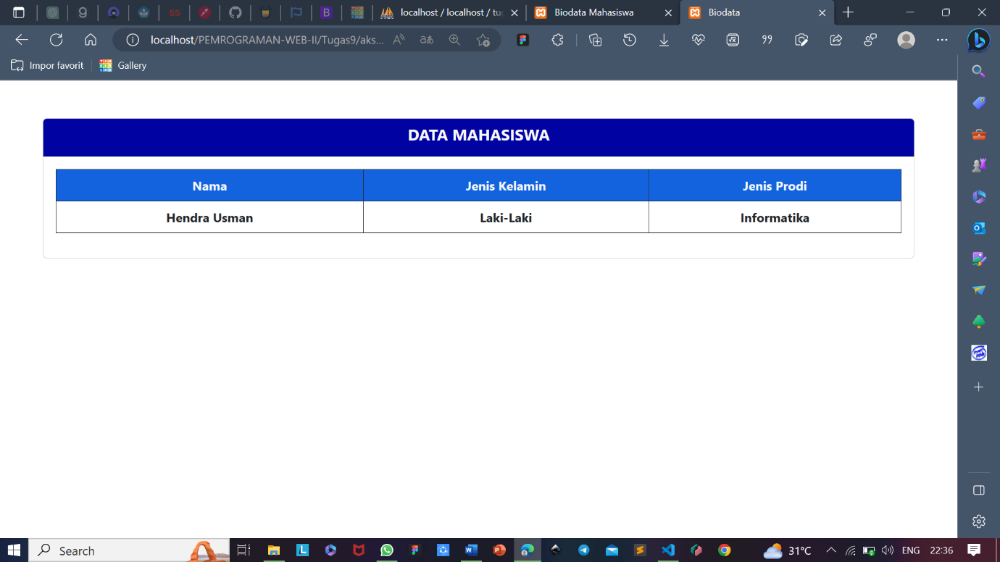 localhost / localhost / tu
Biodata Mahasiswa
Biodata
localhost/PEMROGRAMAN-WEB-II/Tugas9/aks...
Impor favorit
Gallery
DATA MAHASISWA
Nama Jenis Kelamin Jenis Prodi
Hendra Usman Laki-Laki Informatika
Search
31°C
ENG
22:36